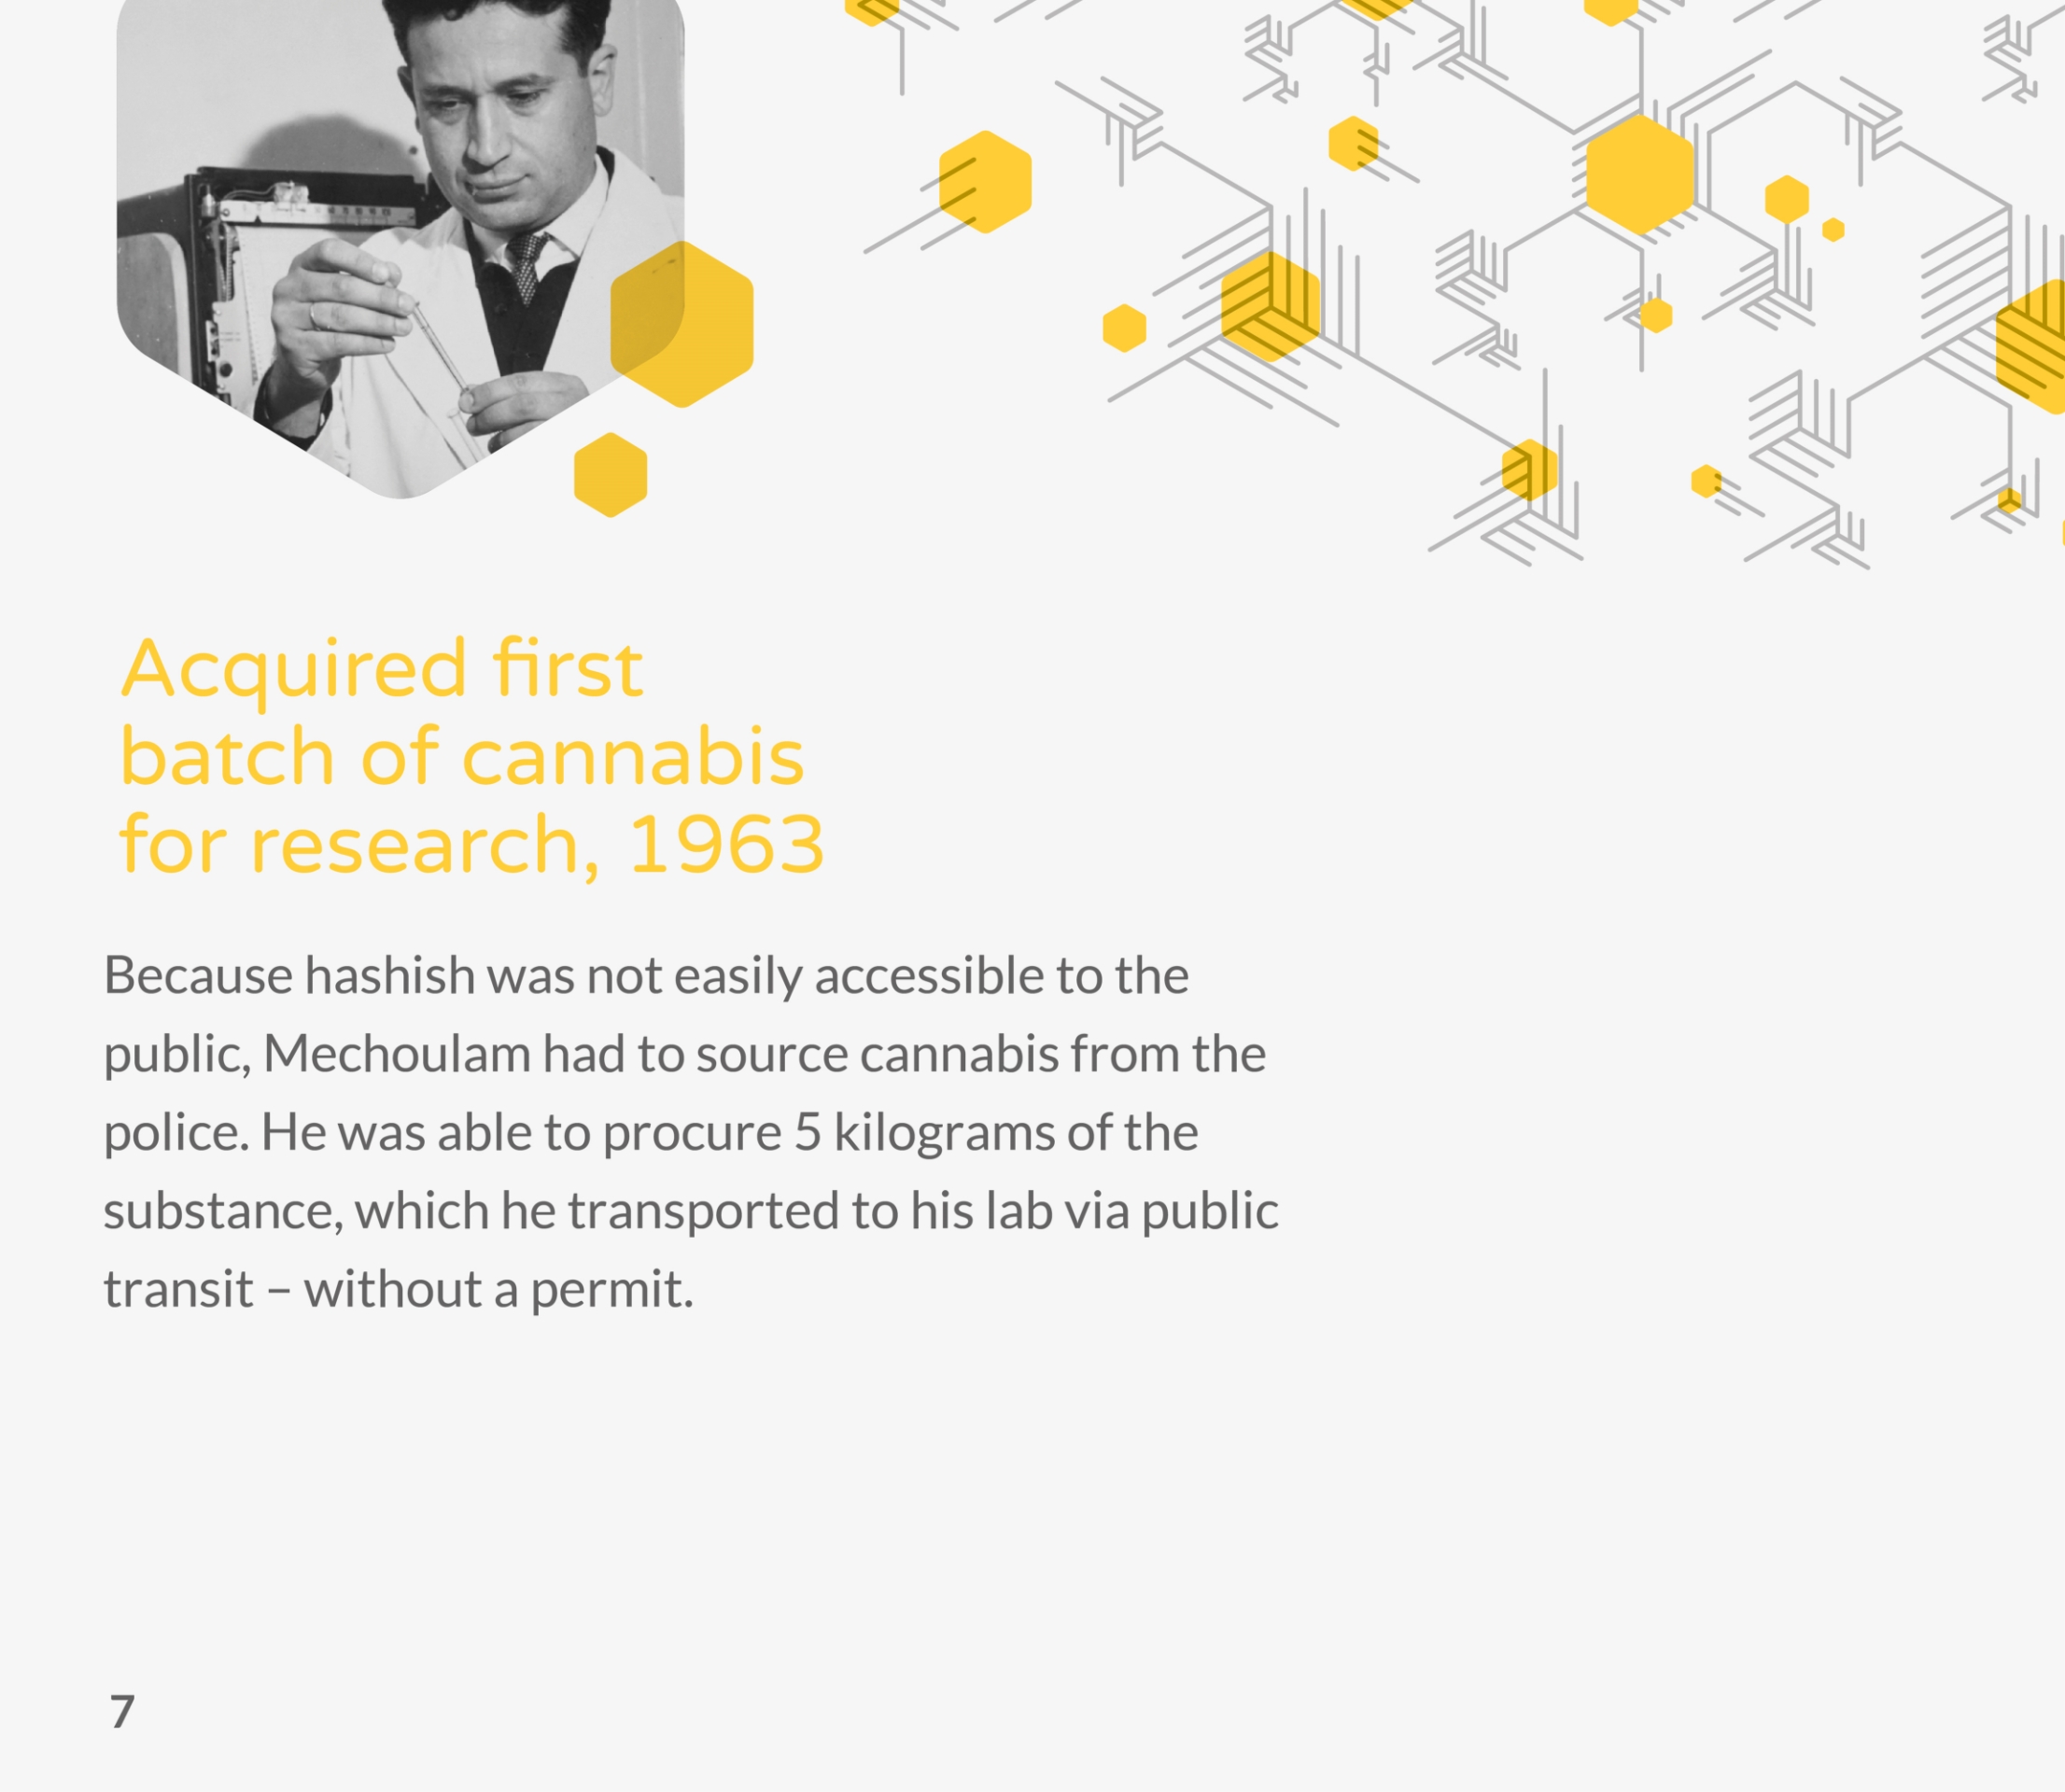 Acquired first
batch of cannabis
for research, 1963
Because hashish was not easily accessible to the
public, Mechoulam had to source cannabis from the
police. He was able to procure 5 kilograms of the
substance, which he transported to his lab via public
transit – without a permit.
7